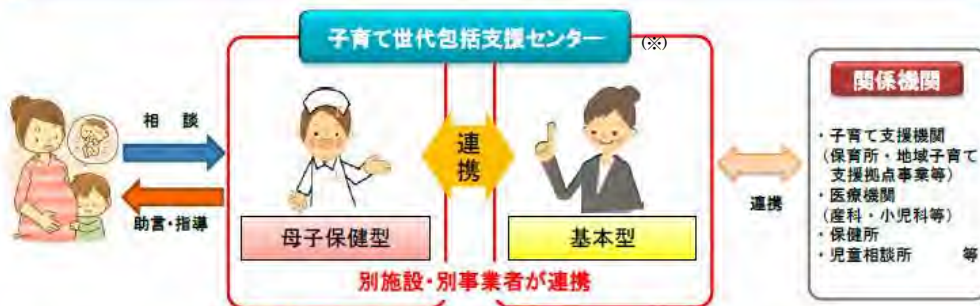 子育て世代包括支援センター
(※)
相 談
助言・指導
母子保健型
連携
基本型
別施設・別事業者が連携
連携
関係機関
・子育て支援機関
(保育所・地域子育て
支援拠点事業等)
・医療機関
(産科・小児科等)
・保健所
・児童相談所 等